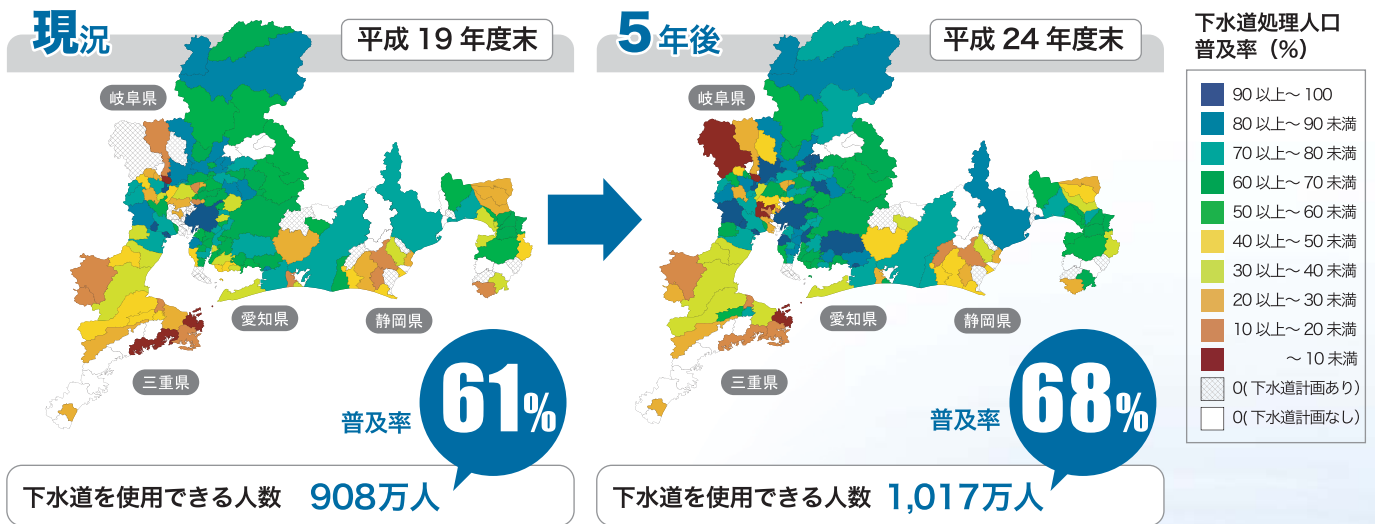 現況
平成 19 年度末
岐阜県
愛知県
静岡県
三重県
普及率
61%
下水道を使用できる人数 908万人
5年後
平成 24 年度末
岐阜県
愛知県
静岡県
三重県
普及率
68%
下水道を使用できる人数 1,017万人
下水道処理人口
普及率（%）
90 以上～ 100
80 以上～ 90 未満
70 以上～ 80 未満
60 以上～ 70 未満
50 以上～ 60 未満
40 以上～ 50 未満
30 以上～ 40 未満
20 以上～ 30 未満
10 以上～ 20 未満
～ 10 未満
0( 下水道計画あり)
0( 下水道計画なし)